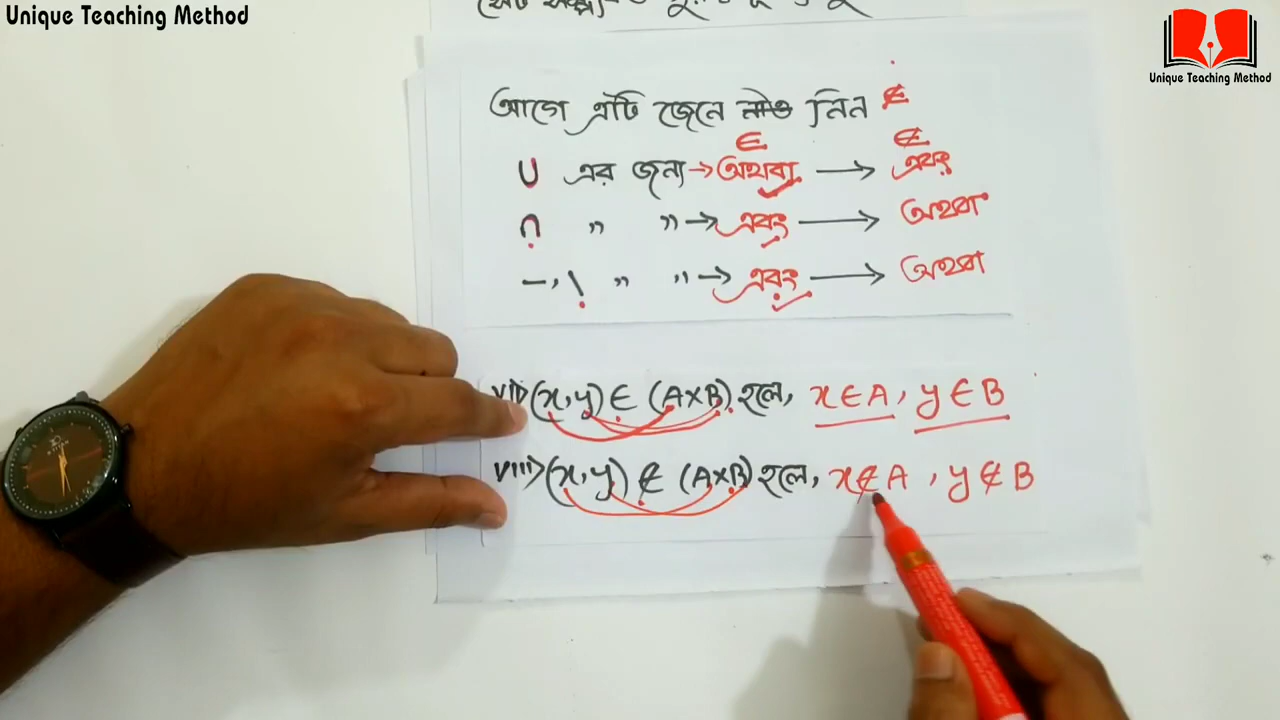 Unique Teaching Method
Unique Teaching Method
আগে এটি জেনে নিন ∉
∈ ∉
∪ এর জন্য → অথবা → এবং
∩ " " → এবং → অথবা
−, \ " " → এবং → অথবা
vii> (x, y) ∈ (A×B) হলে, x∈A, y∈B
viii> (x, y) ∉ (A×B) হলে, x∉A, y∉B